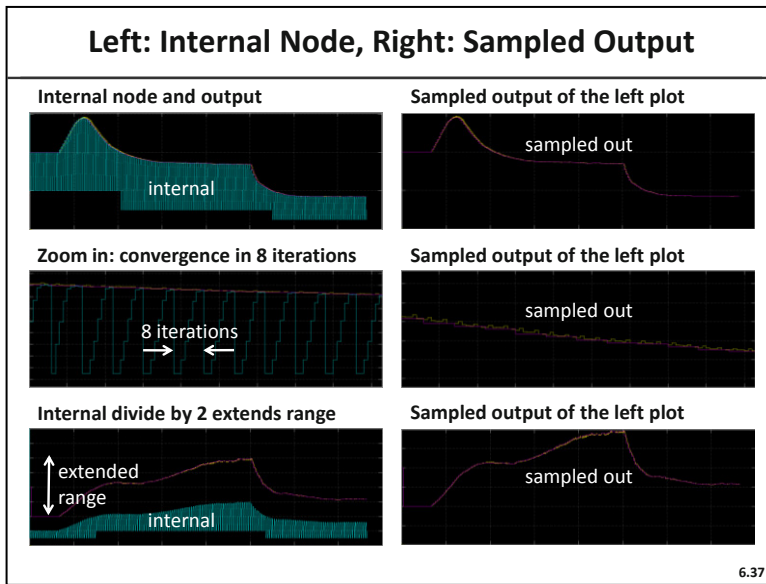 Left: Internal Node, Right: Sampled Output
Internal node and output
Sampled output of the left plot
internal
sampled out
Zoom in: convergence in 8 iterations
Sampled output of the left plot
8 iterations
sampled out
Internal divide by 2 extends range
Sampled output of the left plot
extended
range
internal
sampled out
6.37